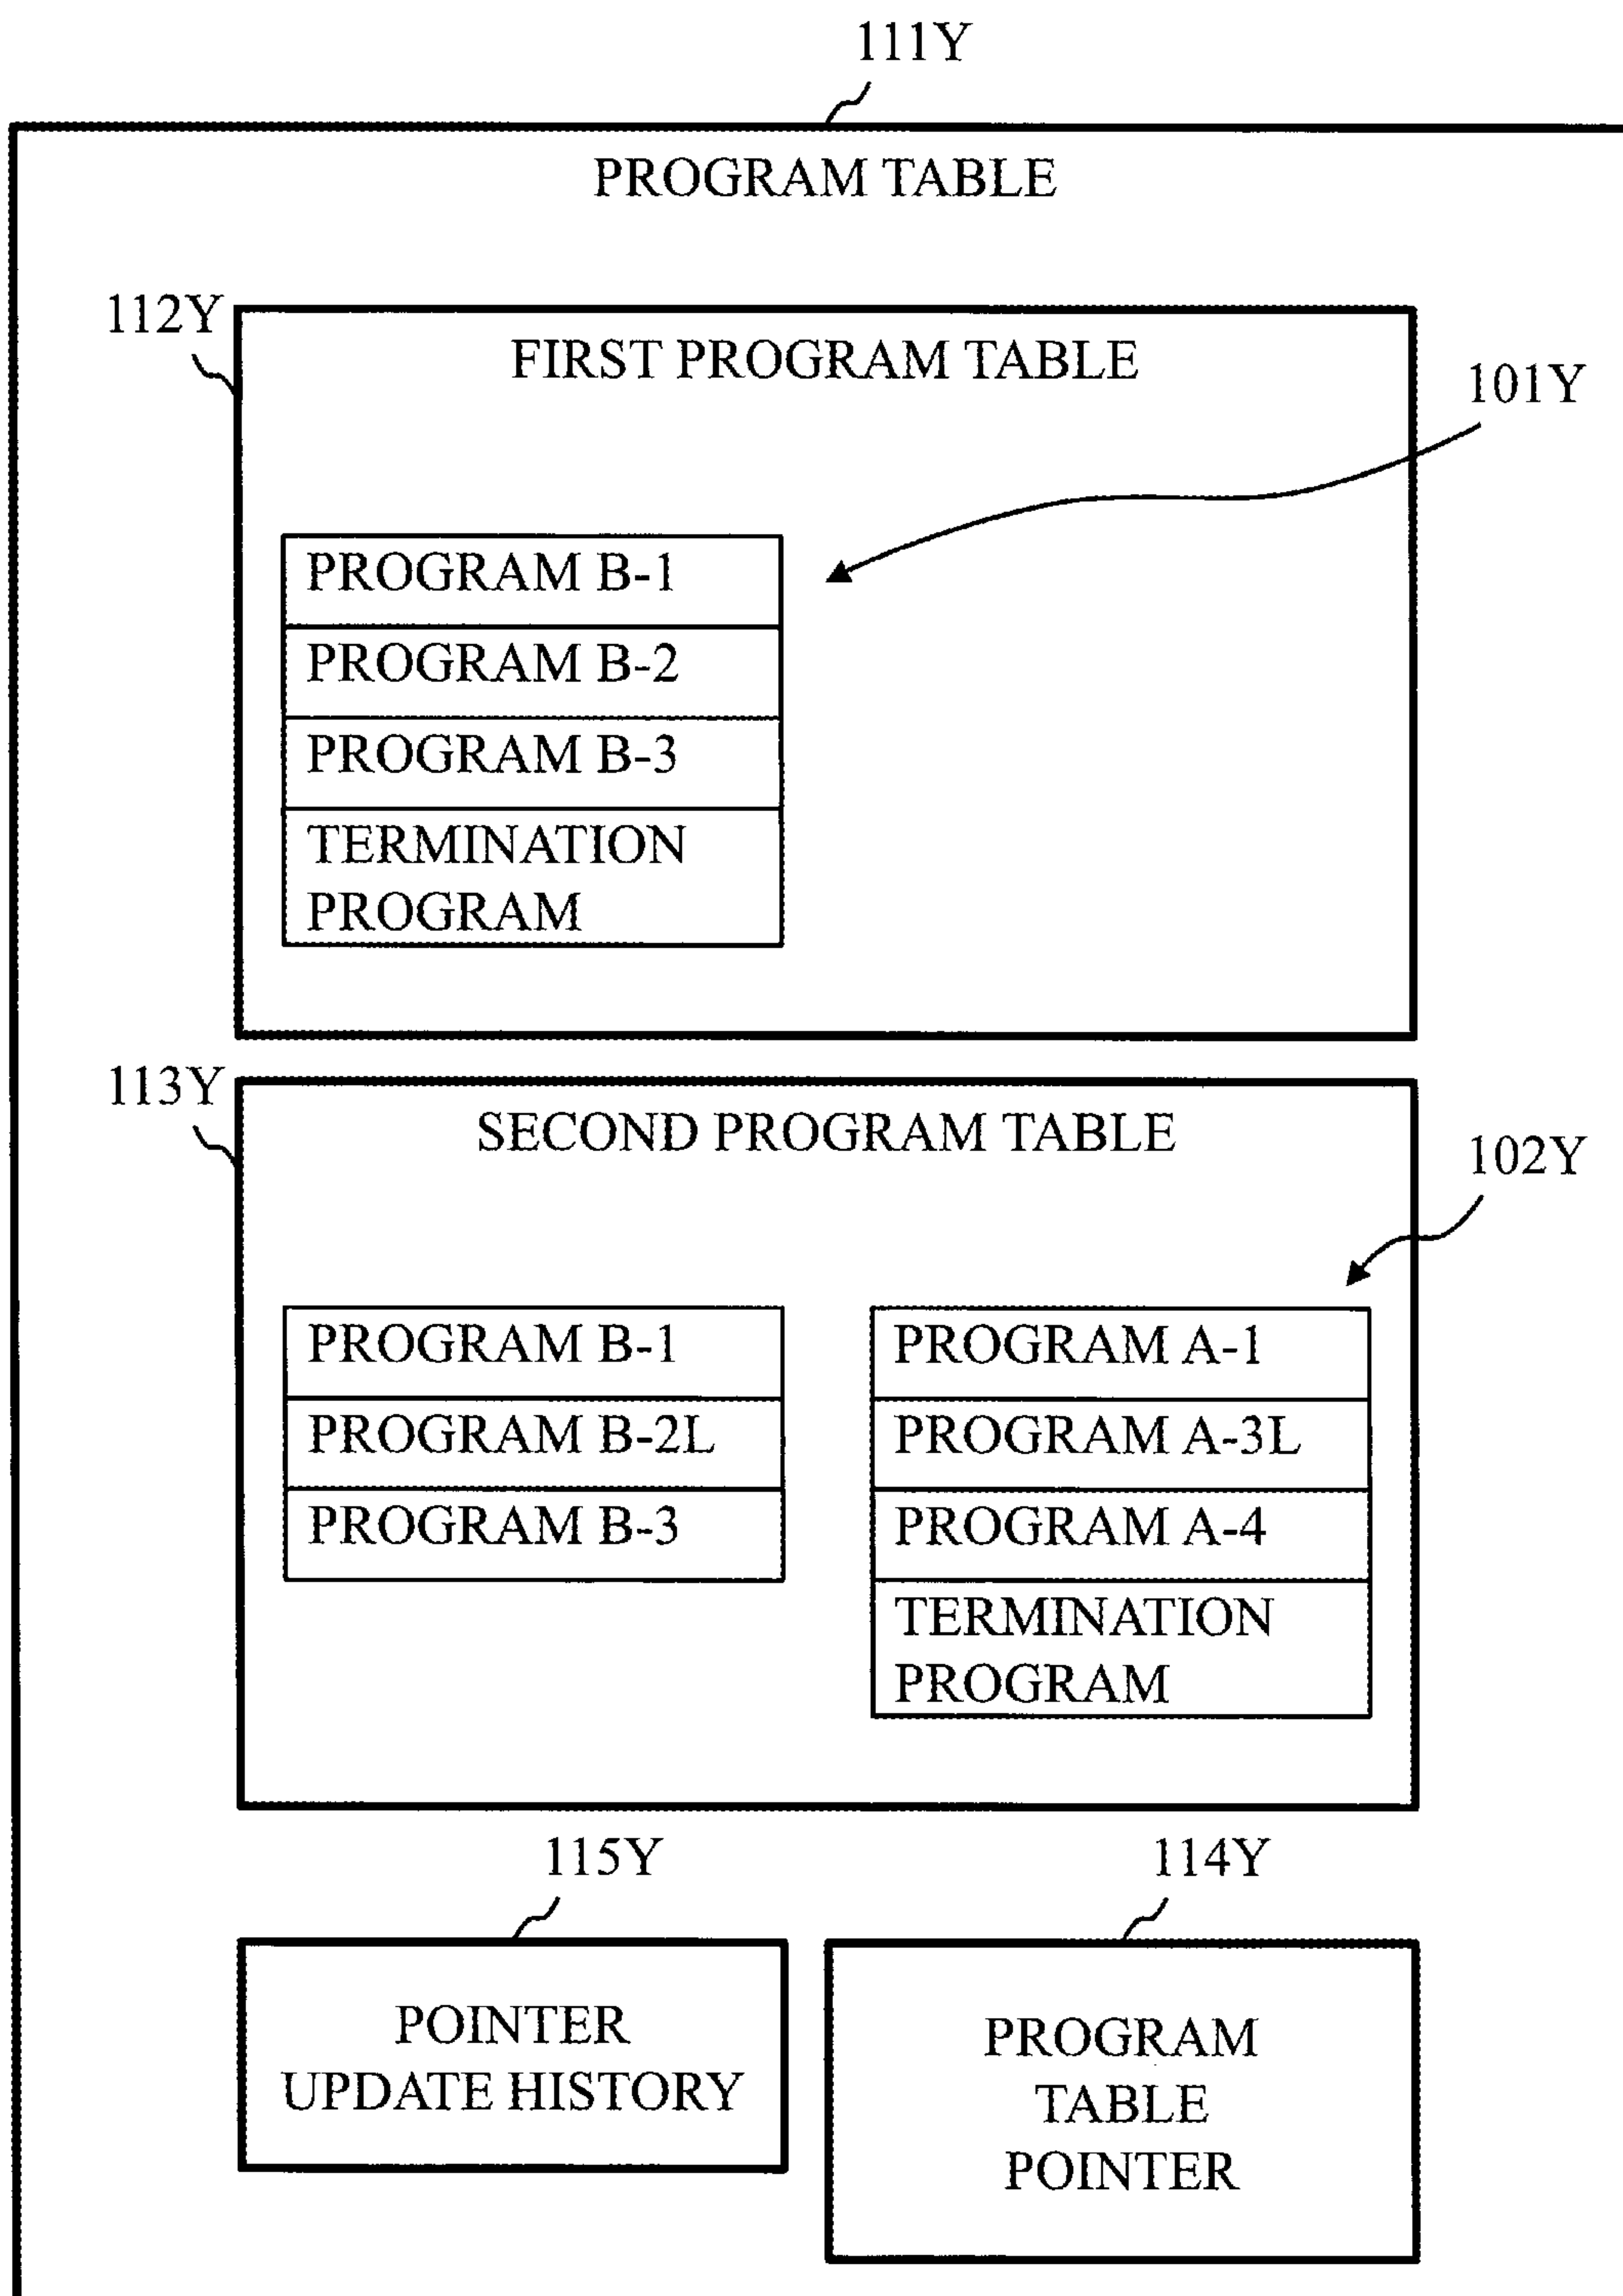 111Y
PROGRAM TABLE
112Y
FIRST PROGRAM TABLE
101Y
PROGRAM B-1
PROGRAM B-2
PROGRAM B-3
TERMINATION
PROGRAM
113Y
SECOND PROGRAM TABLE
102Y
PROGRAM B-1
PROGRAM B-2L
PROGRAM B-3
PROGRAM A-1
PROGRAM A-3L
PROGRAM A-4
TERMINATION
PROGRAM
115Y
POINTER
UPDATE HISTORY
114Y
PROGRAM
TABLE
POINTER